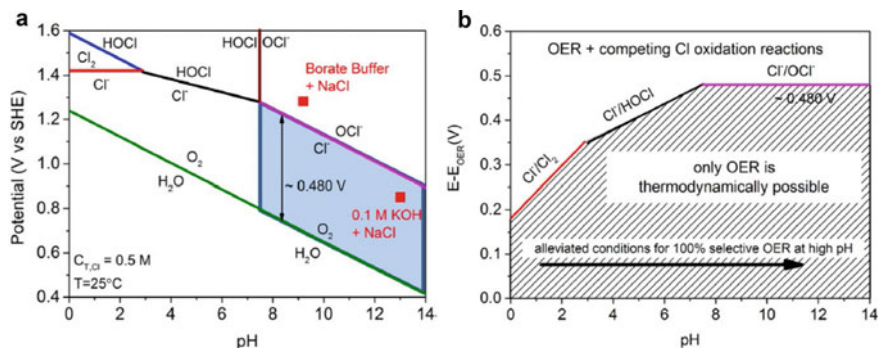 a
Potential (V vs SHE)
1.6
1.4
1.2
1.0
0.8
0.6
0.4
HOCl
Cl₂
Cl⁻
HOCl
Cl⁻
HOCl OCl⁻
Borate Buffer
+ NaCl
OCl⁻
Cl⁻
O₂
H₂O
~ 0.480 V
0.1 M KOH
+ NaCl
O₂
H₂O
C_T,Cl = 0.5 M
T=25°C
0 2 4 6 8 10 12 14
pH
b
E-E_OER(V)
0.6
0.5
0.4
0.3
0.2
0.1
0.0
OER + competing Cl oxidation reactions
Cl⁻/OCl⁻
~ 0.480 V
Cl⁻/HOCl
Cl⁻/Cl₂
only OER is
thermodynamically possible
alleviated conditions for 100% selective OER at high pH
0 2 4 6 8 10 12 14
pH